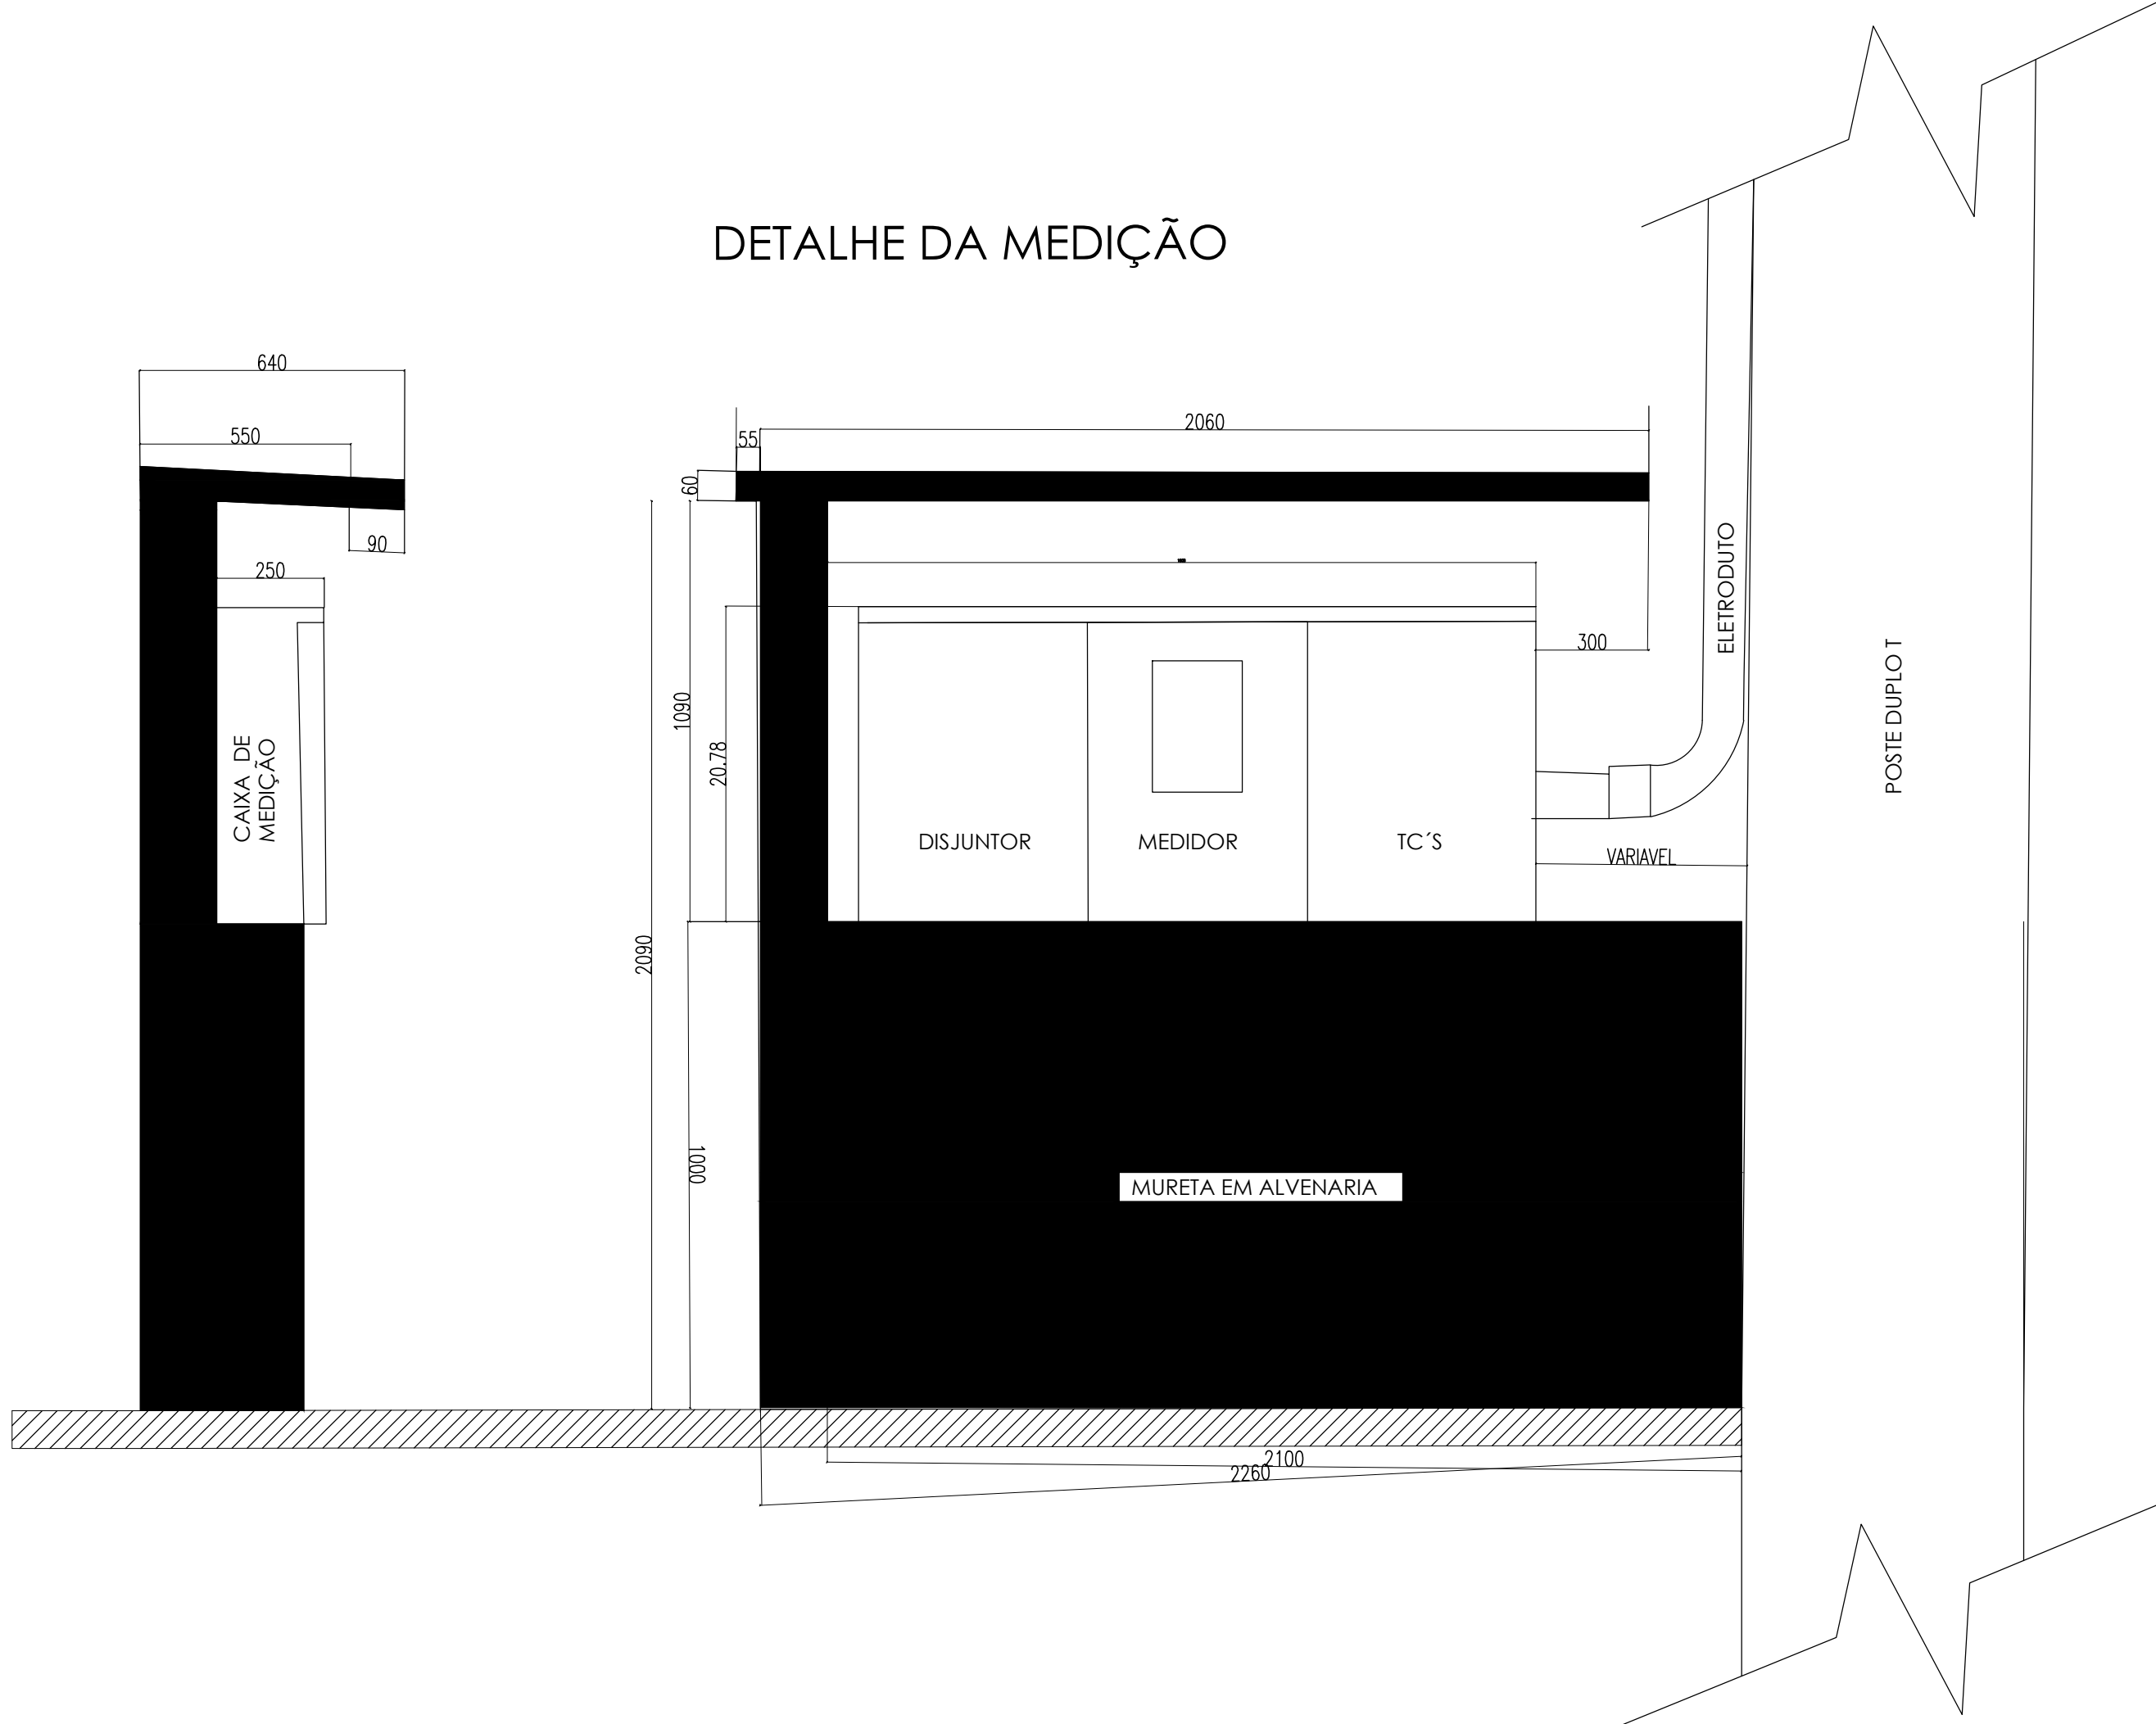 DETALHE DA MEDIÇÃO
640
550
90
250
CAIXA DE
MEDIÇÃO
2060
55
60
1090
20.78
2090
1000
300
ELETRODUTO
POSTE DUPLO T
DISJUNTOR
MEDIDOR
TC´S
VARIAVEL
MURETA EM ALVENARIA
2100
2260